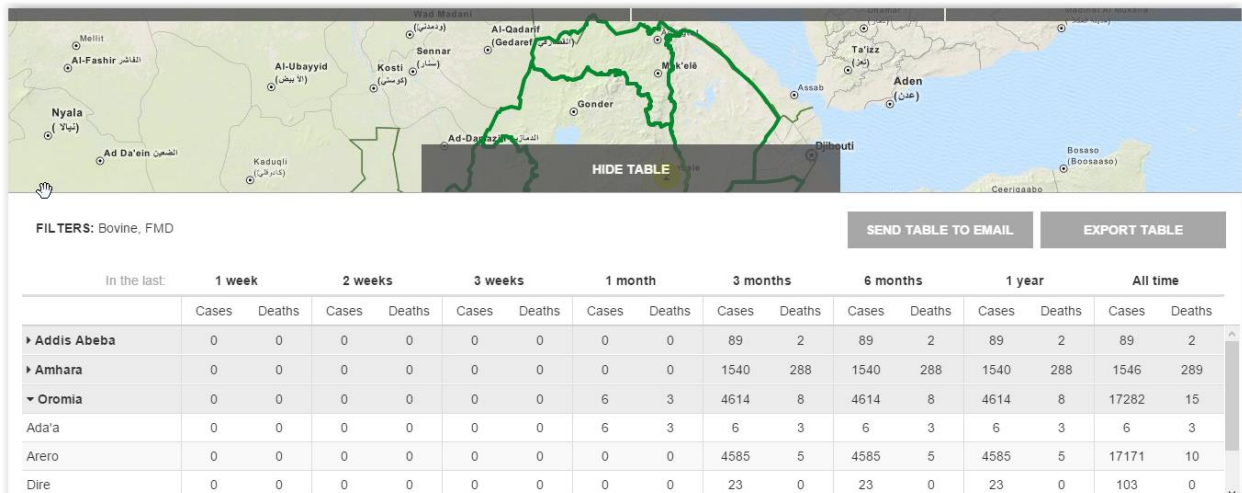 Wad Madani
(ودمدني)
Mellit
Al-Fashir الفاشر
Al-Ubayyid
(الأ بيض)
Kosti
(كوستي)
Sennar
(سنار)
Al-Qadarif
(Gedaref
Mek'elē
Ta'izz
(تعز)
Aden
(عدن)
Assab
Nyala
(نيالا )
Gonder
Ad Da'ein الضعين
Kaduqli
(كادوقلي)
الدمازين
Djibouti
Bosaso
(Boosaaso)
Ceerigaabo
HIDE TABLE
FILTERS: Bovine, FMD
SEND TABLE TO EMAIL EXPORT TABLE
In the last: 1 week 2 weeks 3 weeks 1 month 3 months 6 months 1 year All time
Cases Deaths Cases Deaths Cases Deaths Cases Deaths Cases Deaths Cases Deaths Cases Deaths Cases Deaths
Addis Abeba 0 0 0 0 0 0 0 0 89 2 89 2 89 2 89 2
Amhara 0 0 0 0 0 0 0 0 1540 288 1540 288 1540 288 1546 289
Oromia 0 0 0 0 0 0 6 3 4614 8 4614 8 4614 8 17282 15
Ada'a 0 0 0 0 0 0 6 3 6 3 6 3 6 3 6 3
Arero 0 0 0 0 0 0 0 0 4585 5 4585 5 4585 5 17171 10
Dire 0 0 0 0 0 0 0 0 23 0 23 0 23 0 103 0